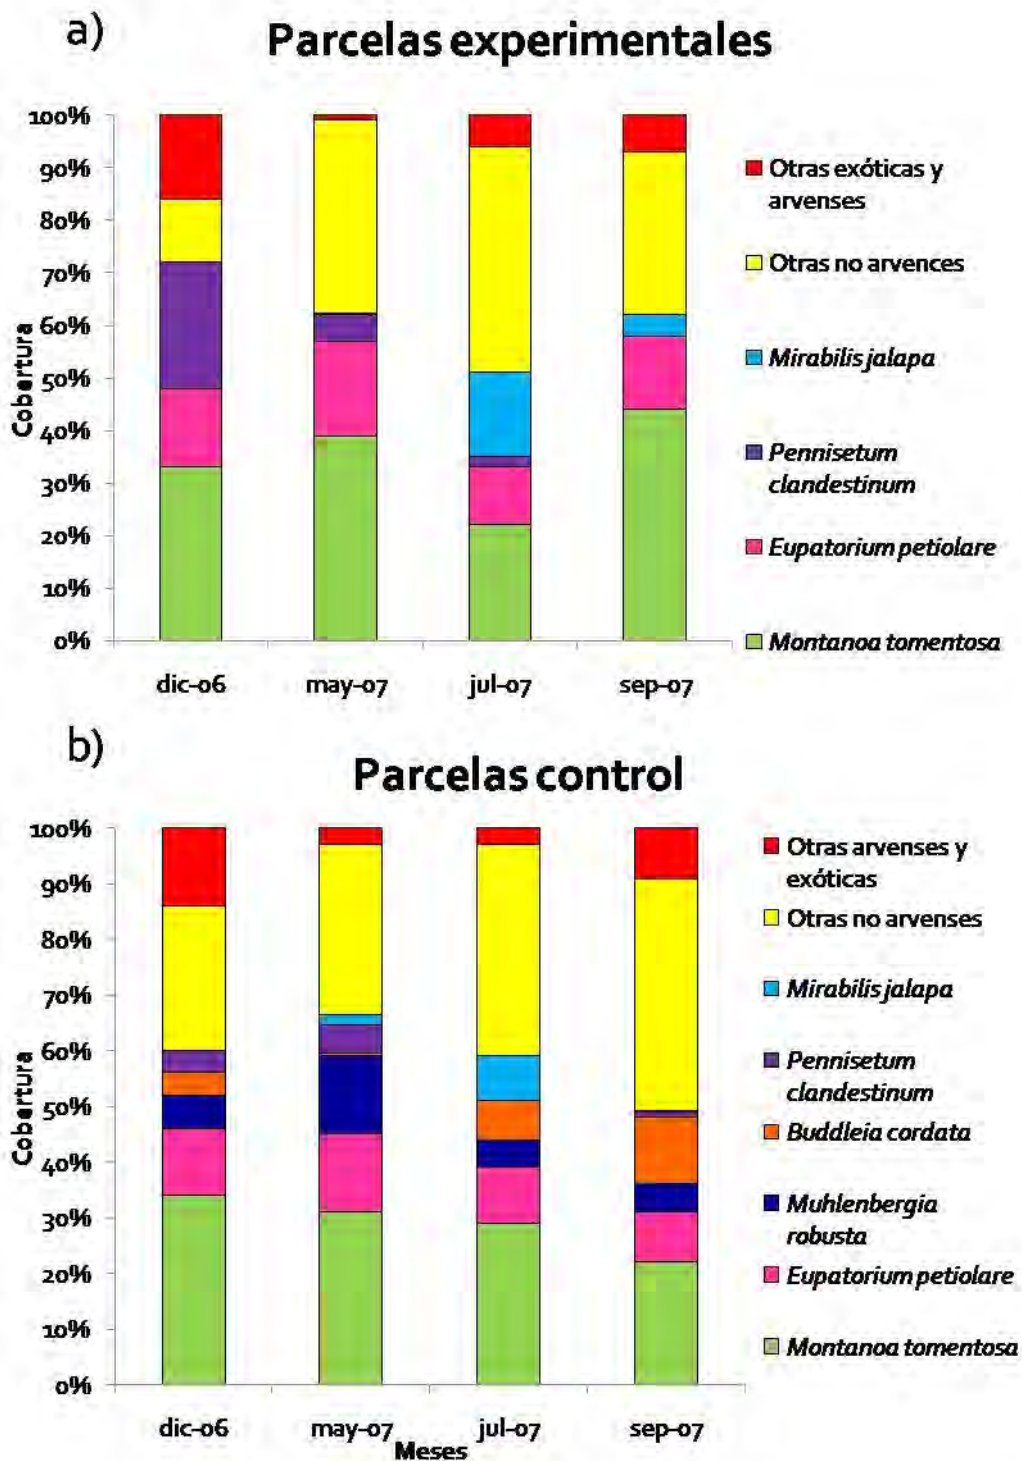 a)
Parcelas experimentales
100%
90%
80%
70%
60%
50%
40%
30%
20%
10%
0%
Cobertura
dic-06
may-07
jul-07
sep-07
Otras exóticas y
arvenses
Otras no arvences
Mirabilis jalapa
Pennisetum
clandestinum
Eupatorium petiolare
Montanoa tomentosa
b)
Parcelas control
100%
90%
80%
70%
60%
50%
40%
30%
20%
10%
0%
Cobertura
dic-06
may-07
jul-07
sep-07
Meses
Otras arvenses y
exóticas
Otras no arvenses
Mirabilis jalapa
Pennisetum
clandestinum
Buddleia cordata
Muhlenbergia
robusta
Eupatorium petiolare
Montanoa tomentosa